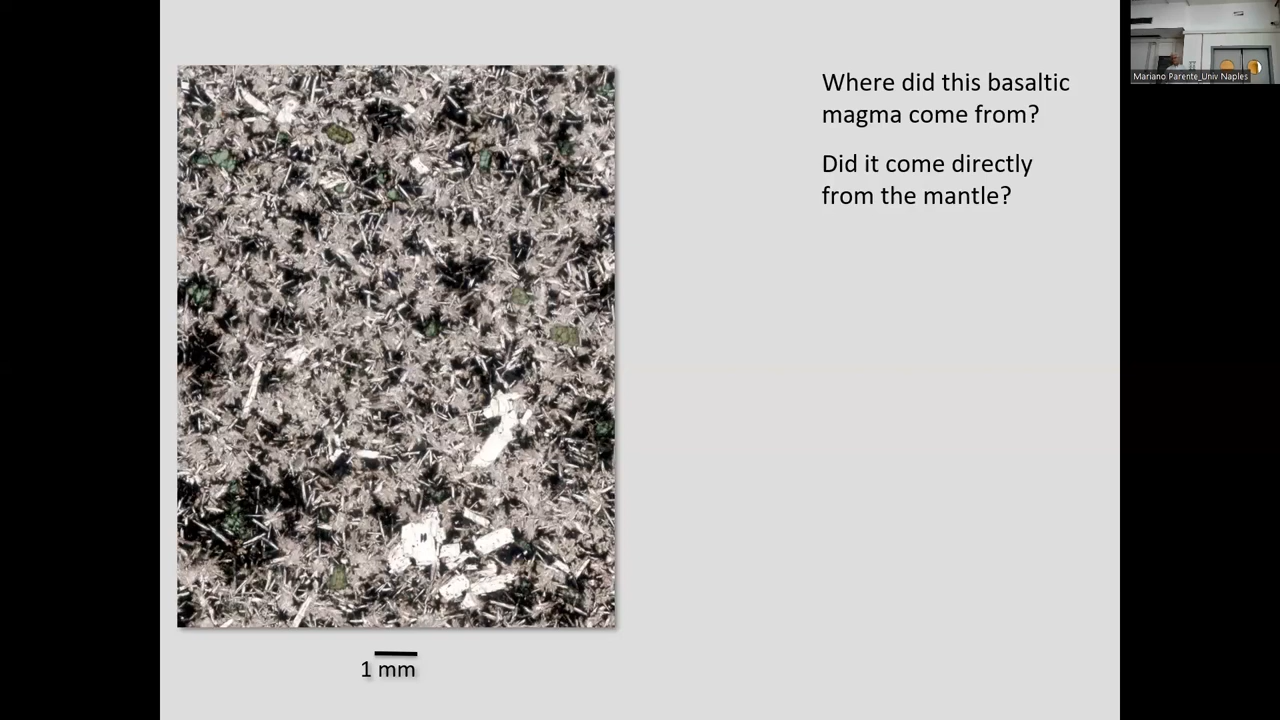 Where did this basaltic
magma come from?
Did it come directly
from the mantle?
1 mm
Mariano Parente_Univ Naples